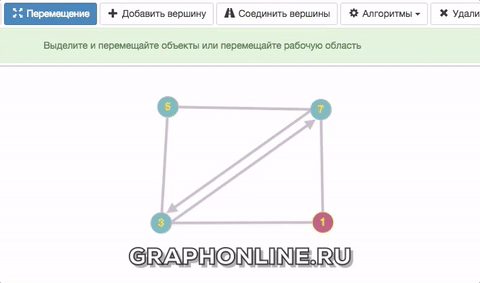 Перемещение
Добавить вершину
Соединить вершины
Алгоритмы
Удали
Выделите и перемещайте объекты или перемещайте рабочую область
5
7
3
1
GRAPHONLINE.RU